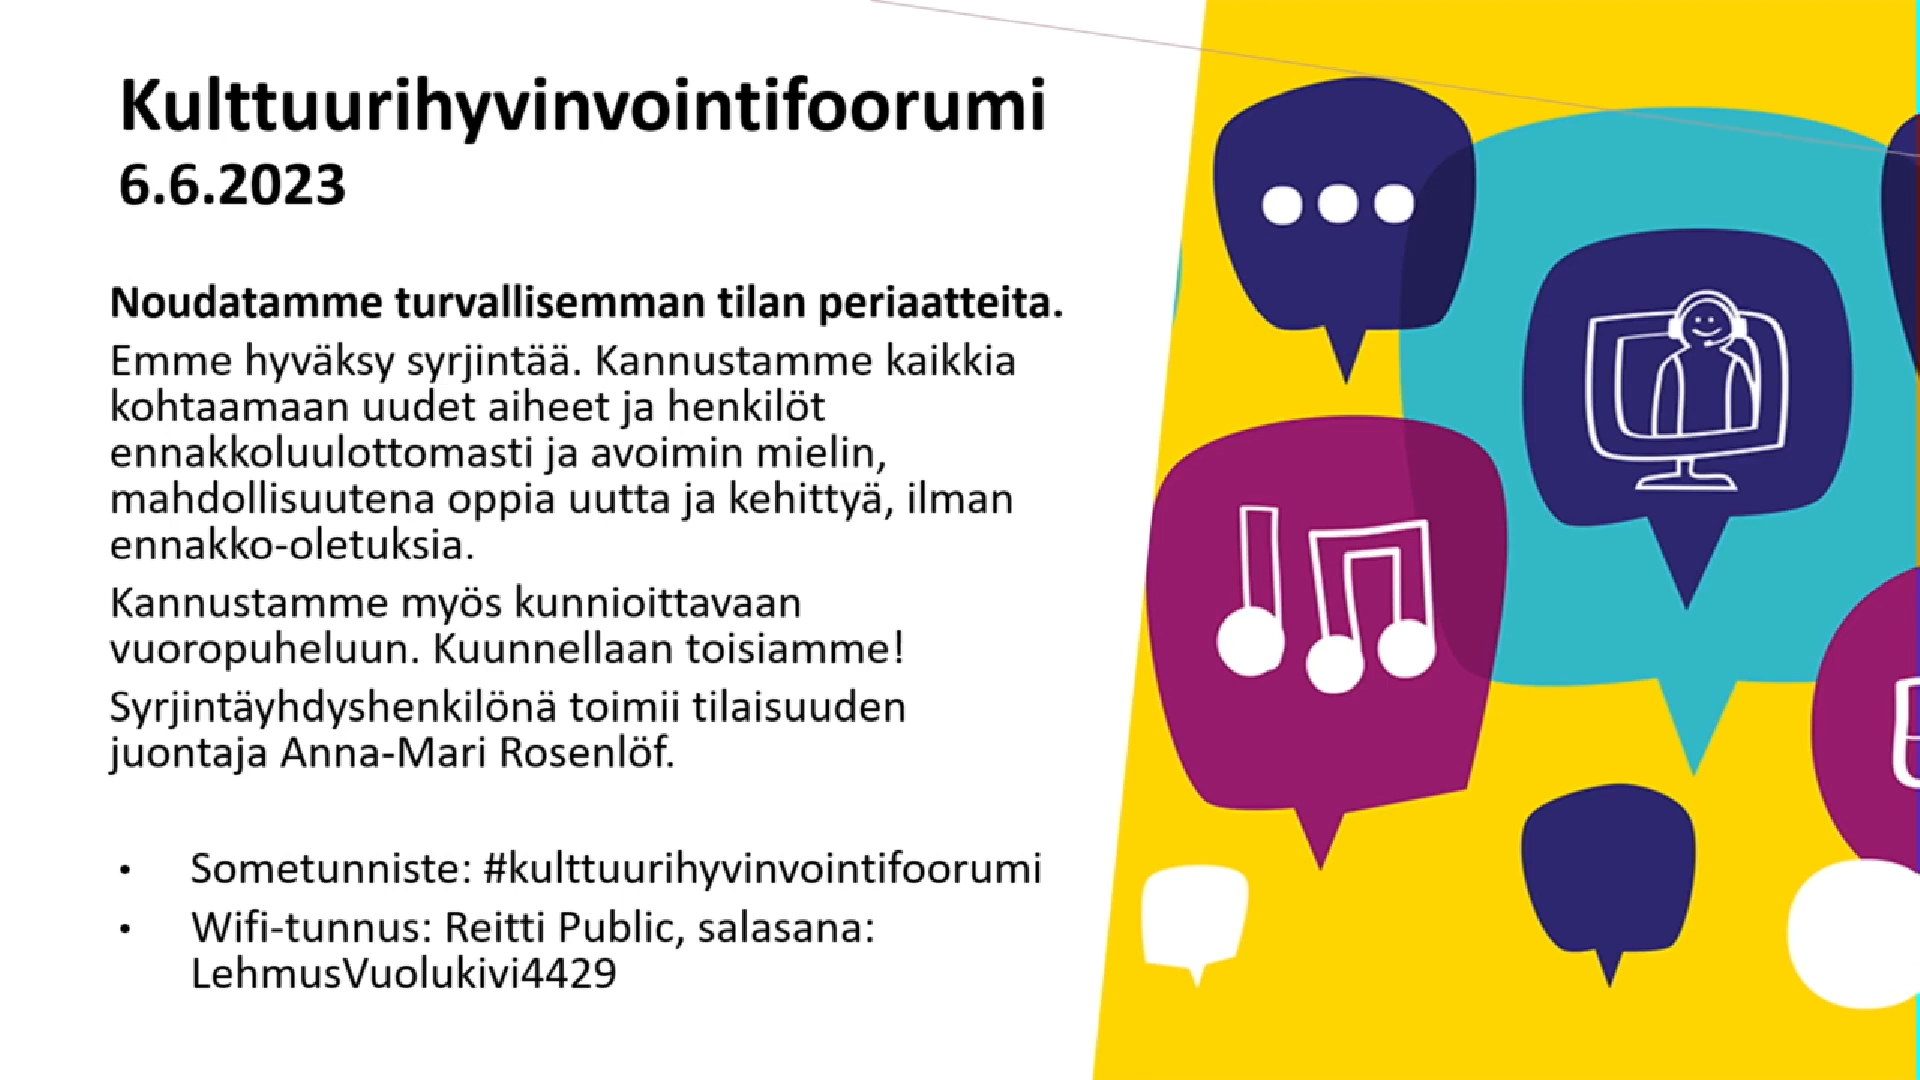 Kulttuurihyvinvointifoorumi
6.6.2023
Noudatamme turvallisemman tilan periaatteita.
Emme hyväksy syrjintää. Kannustamme kaikkia
kohtaamaan uudet aiheet ja henkilöt
ennakkoluulottomasti ja avoimin mielin,
mahdollisuutena oppia uutta ja kehittyä, ilman
ennakko-oletuksia.
Kannustamme myös kunnioittavaan
vuoropuheluun. Kuunnellaan toisiamme!
Syrjintäyhdyshenkilönä toimii tilaisuuden
juontaja Anna-Mari Rosenlöf.
• Sometunniste: #kulttuurihyvinvointifoorumi
• Wifi-tunnus: Reitti Public, salasana:
LehmusVuolukivi4429